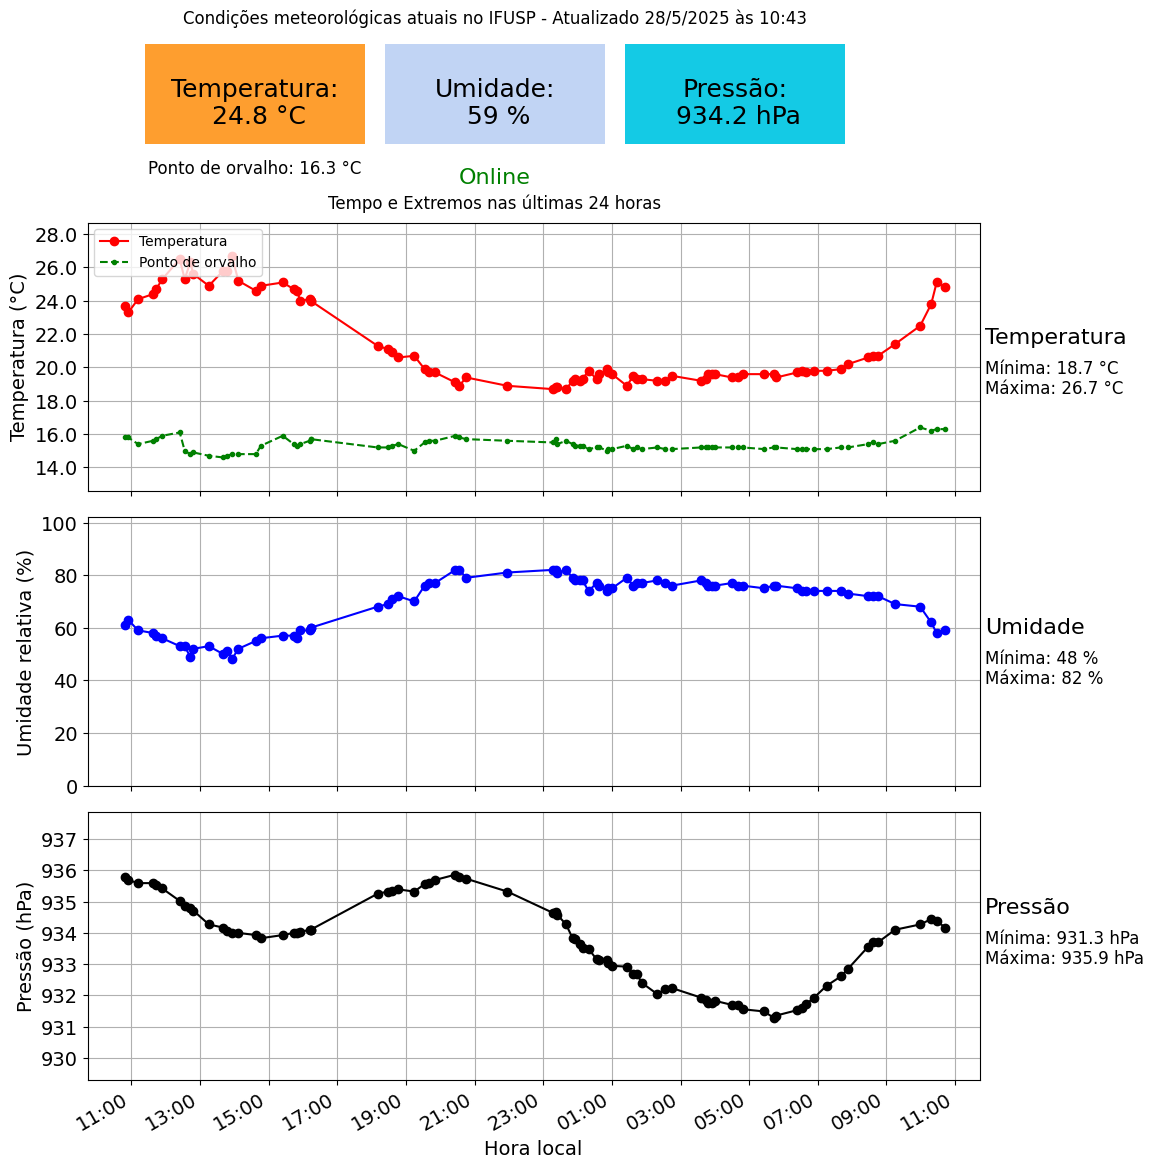 Condições meteorológicas atuais no IFUSP - Atualizado 28/5/2025 às 10:43
Temperatura:
24.8 °C
Umidade:
59 %
Pressão:
934.2 hPa
Ponto de orvalho: 16.3 °C
Online
Tempo e Extremos nas últimas 24 horas
Temperatura (°C)
28.0
26.0
24.0
22.0
20.0
18.0
16.0
14.0
Temperatura
Ponto de orvalho
Temperatura
Mínima: 18.7 °C
Máxima: 26.7 °C
Umidade relativa (%)
100
80
60
40
20
0
Umidade
Mínima: 48 %
Máxima: 82 %
Pressão (hPa)
937
936
935
934
933
932
931
930
Pressão
Mínima: 931.3 hPa
Máxima: 935.9 hPa
11:00
13:00
15:00
17:00
19:00
21:00
23:00
01:00
03:00
05:00
07:00
09:00
11:00
Hora local